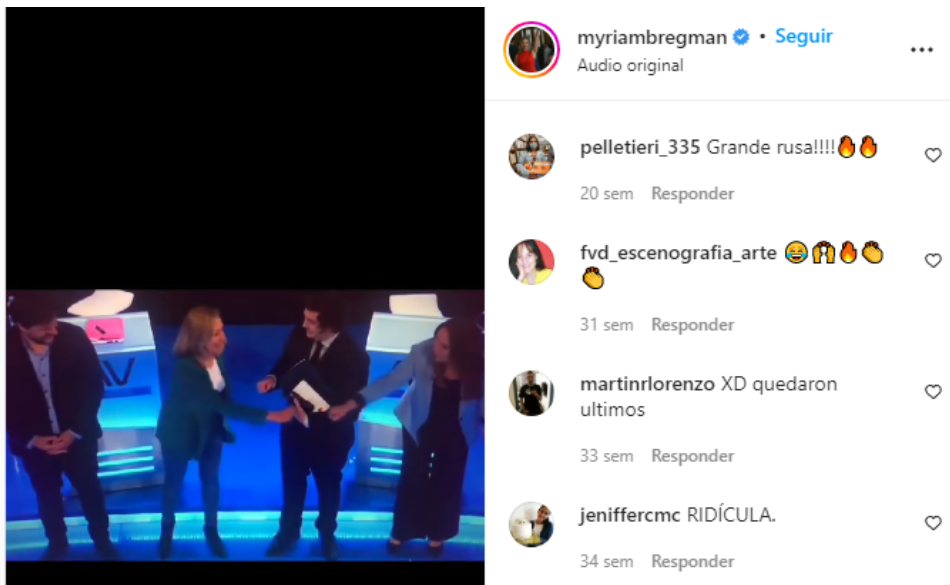 myriambregman • Seguir
Audio original
pelletieri_335 Grande rusa!!!!🔥🔥
20 sem Responder
fvd_escenografia_arte 😂🙌🔥👏
👏
31 sem Responder
martinrlorenzo XD quedaron
ultimos
33 sem Responder
jeniffercmc RIDÍCULA.
34 sem Responder